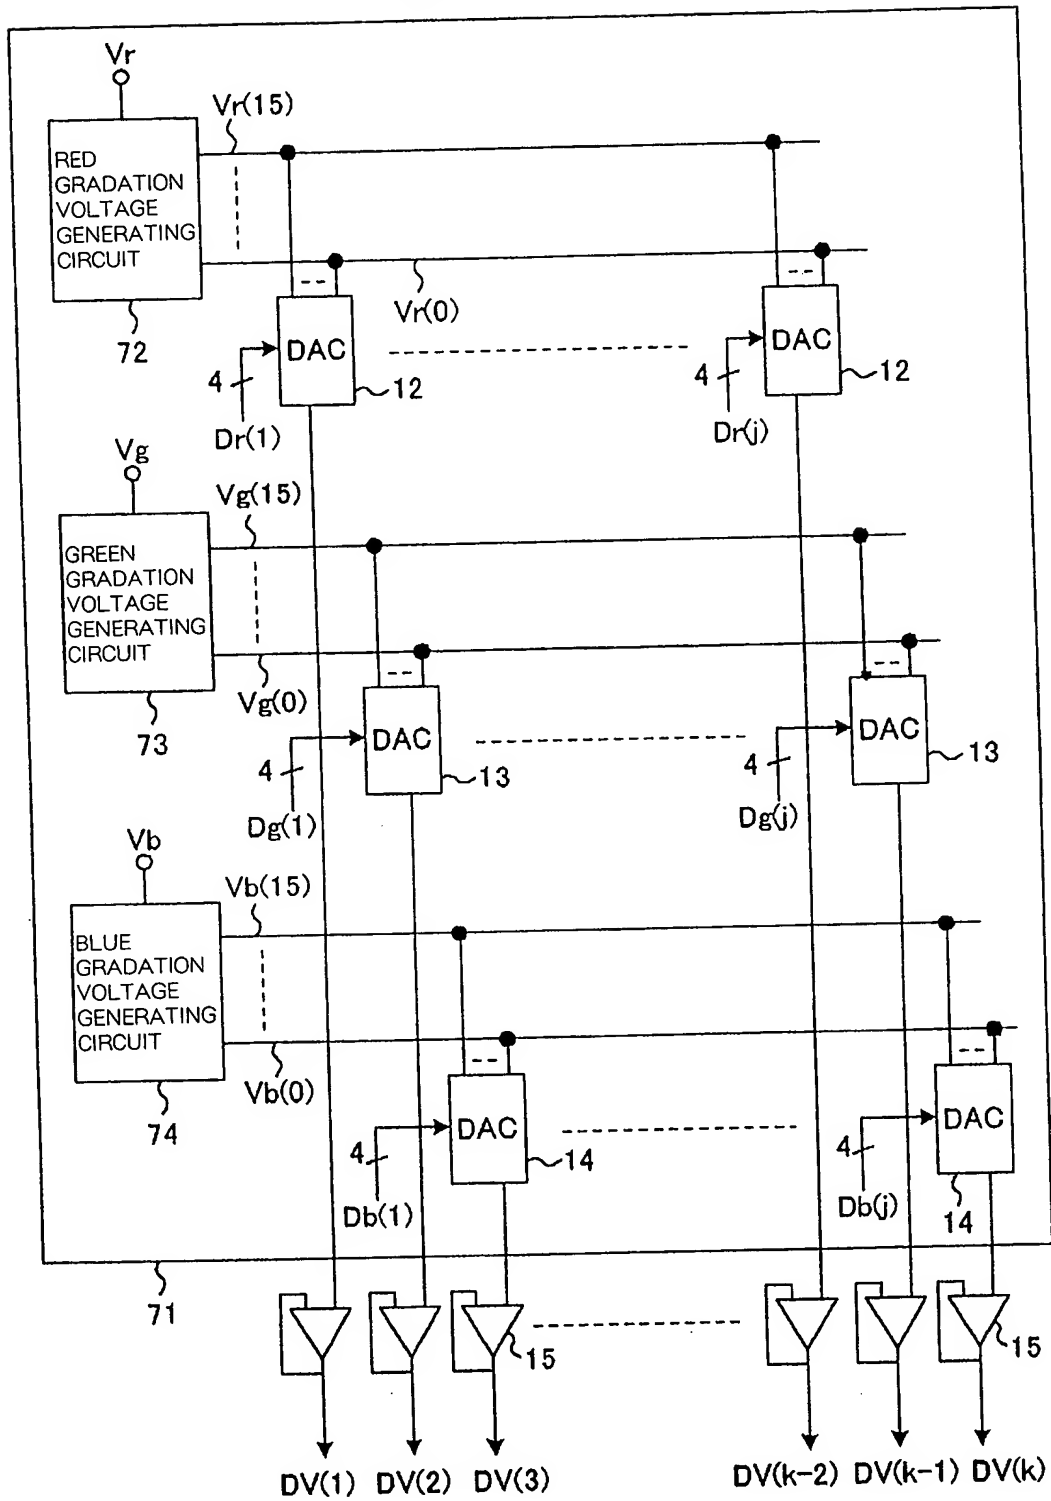 Vr
Vr(15)
RED
GRADATION
VOLTAGE
GENERATING
CIRCUIT
72
Vr(0)
DAC
DAC
4
12
4
12
Dr(1)
Dr(j)
Vg
Vg(15)
GREEN
GRADATION
VOLTAGE
GENERATING
CIRCUIT
73
Vg(0)
DAC
DAC
4
13
4
13
Dg(1)
Dg(j)
Vb
Vb(15)
BLUE
GRADATION
VOLTAGE
GENERATING
CIRCUIT
74
Vb(0)
DAC
DAC
4
14
4
14
Db(1)
Db(j)
71
15
15
DV(1) DV(2) DV(3) DV(k-2) DV(k-1) DV(k)